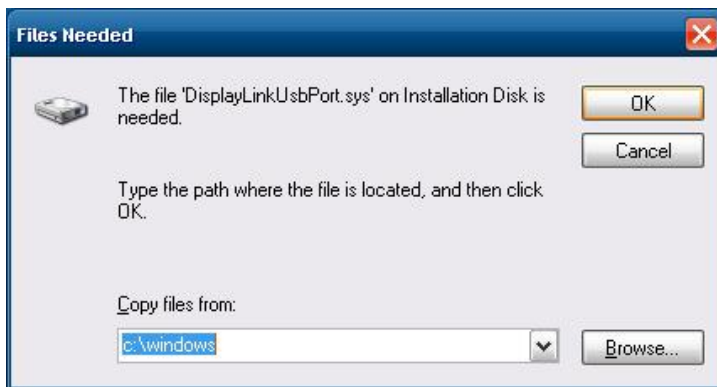 Files Needed
The file 'DisplayLinkUsbPort.sys' on Installation Disk is
needed.
OK
Cancel
Type the path where the file is located, and then click
OK.
Copy files from:
c:\windows
Browse...